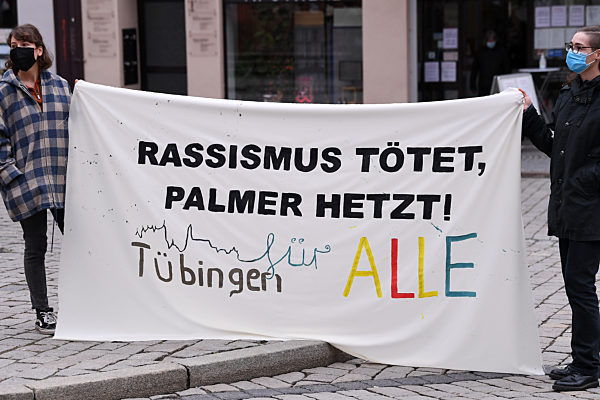 RASSISMUS TÖTET,
PALMER HETZT!
Tübingen für ALLE